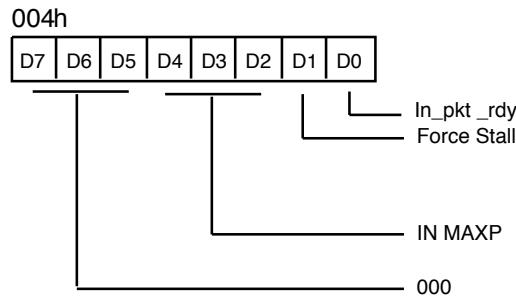 004h
D7 D6 D5 D4 D3 D2 D1 D0
In_pkt _rdy
Force Stall
IN MAXP
000